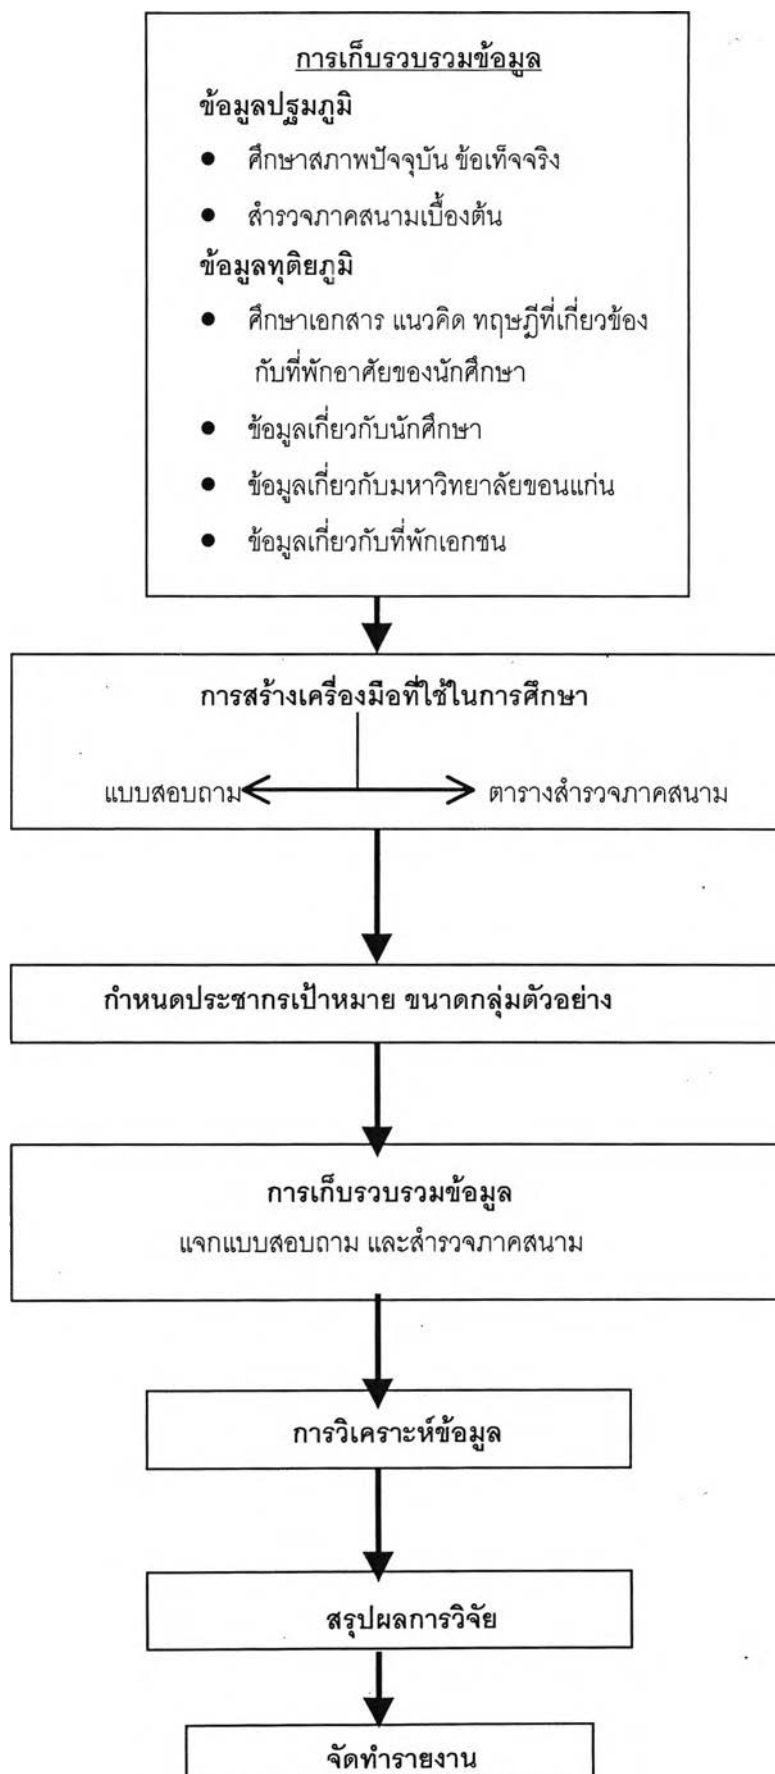 การเก็บรวบรวมข้อมูล
ข้อมูลปฐมภูมิ
● ศึกษาสภาพปัจจุบัน ข้อเท็จจริง
● สำรวจภาคสนามเบื้องต้น
ข้อมูลทุติยภูมิ
● ศึกษาเอกสาร แนวคิด ทฤษฎีที่เกี่ยวข้อง
กับที่พักอาศัยของนักศึกษา
● ข้อมูลเกี่ยวกับนักศึกษา
● ข้อมูลเกี่ยวกับมหาวิทยาลัยขอนแก่น
● ข้อมูลเกี่ยวกับที่พักเอกชน
การสร้างเครื่องมือที่ใช้ในการศึกษา
แบบสอบถาม ตารางสำรวจภาคสนาม
กำหนดประชากรเป้าหมาย ขนาดกลุ่มตัวอย่าง
การเก็บรวบรวมข้อมูล
แจกแบบสอบถาม และสำรวจภาคสนาม
การวิเคราะห์ข้อมูล
สรุปผลการวิจัย
จัดทำรายงาน